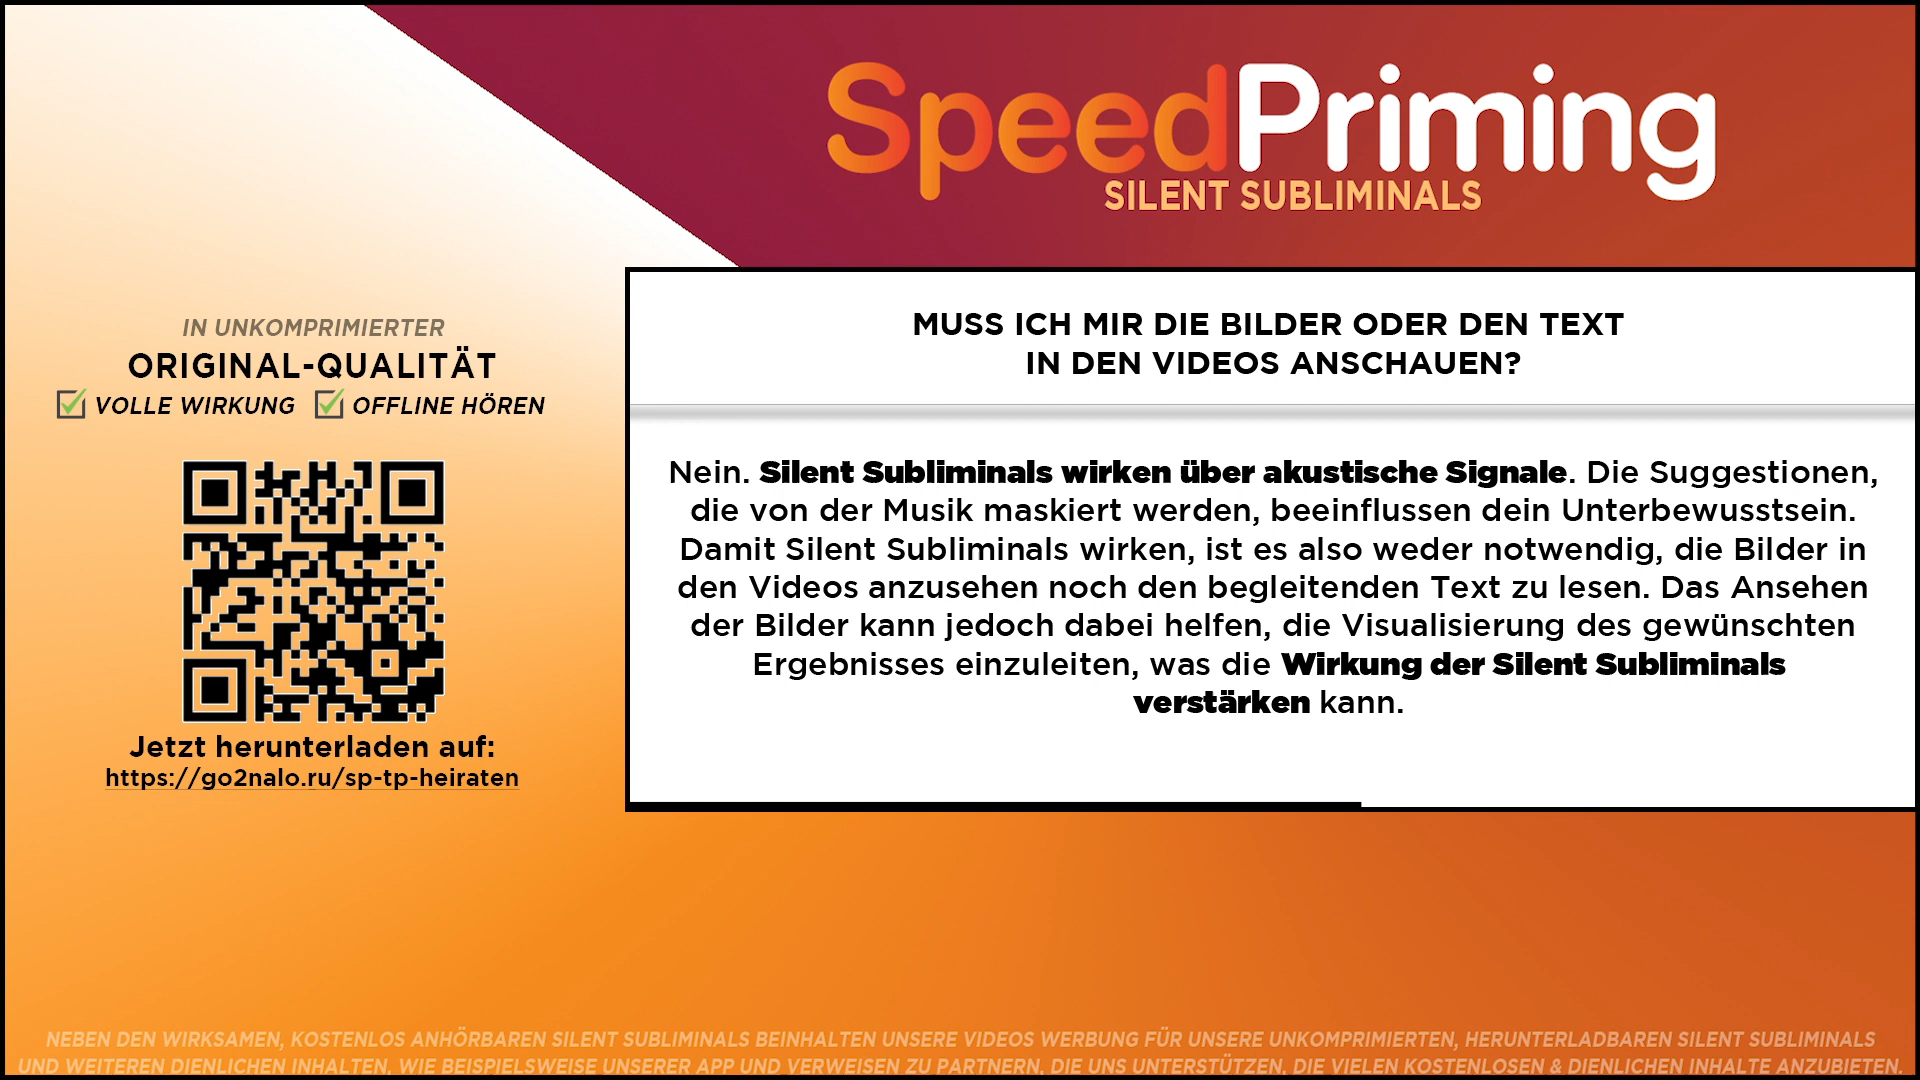 SpeedPriming
SILENT SUBLIMINALS
IN UNKOMPRIMIERTER
ORIGINAL-QUALITÄT
VOLLE WIRKUNG OFFLINE HÖREN
Jetzt herunterladen auf:
https://go2nalo.ru/sp-tp-heiraten
MUSS ICH MIR DIE BILDER ODER DEN TEXT
IN DEN VIDEOS ANSCHAUEN?
Nein. Silent Subliminals wirken über akustische Signale. Die Suggestionen,
die von der Musik maskiert werden, beeinflussen dein Unterbewusstsein.
Damit Silent Subliminals wirken, ist es also weder notwendig, die Bilder in
den Videos anzusehen noch den begleitenden Text zu lesen. Das Ansehen
der Bilder kann jedoch dabei helfen, die Visualisierung des gewünschten
Ergebnisses einzuleiten, was die Wirkung der Silent Subliminals
verstärken kann.
NEBEN DEN WIRKSAMEN, KOSTENLOS ANHÖRBAREN SILENT SUBLIMINALS BEINHALTEN UNSERE VIDEOS WERBUNG FÜR UNSERE UNKOMPRIMIERTEN, HERUNTERLADBAREN SILENT SUBLIMINALS
UND WEITEREN DIENLICHEN INHALTEN, WIE BEISPIELSWEISE UNSERER APP UND VERWEISEN ZU PARTNERN, DIE UNS UNTERSTÜTZEN, DIE VIELEN KOSTENLOSEN & DIENLICHEN INHALTE ANZUBIETEN.